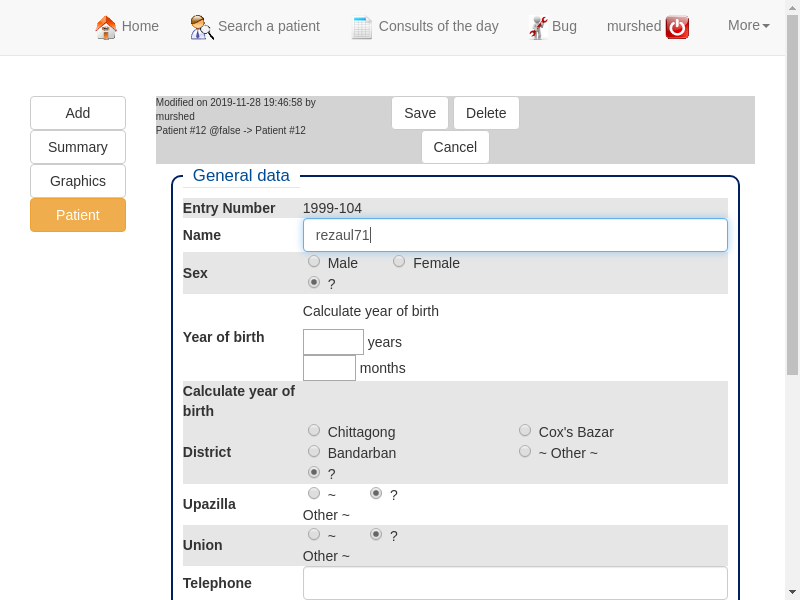 Home
Search a patient
Consults of the day
Bug
murshed
More
Add
Summary
Graphics
Patient
Modified on 2019-11-28 19:46:58 by
murshed
Patient #12 @false -> Patient #12
Save
Delete
Cancel
General data
Entry Number 1999-104
Name rezaul71
Sex
Male Female
?
Calculate year of birth
Year of birth
years
months
Calculate year of
birth
District
Chittagong Cox's Bazar
Bandarban ~ Other ~
?
Upazilla
~ ?
Other ~
Union
~ ?
Other ~
Telephone